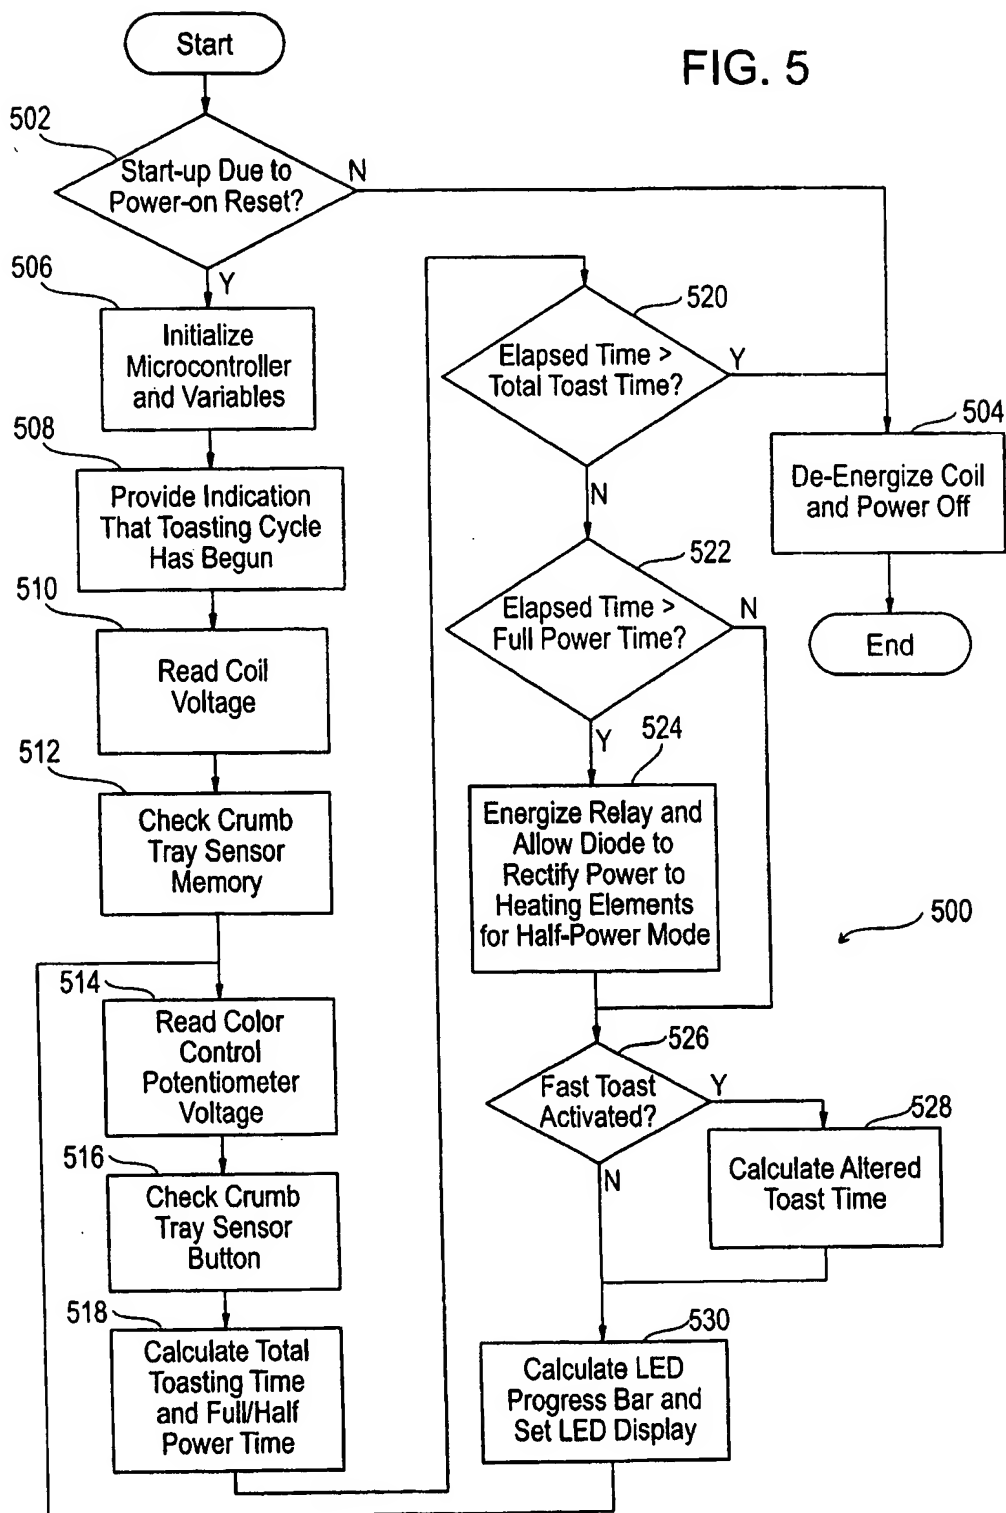 FIG. 5
Start
502
Start-up Due to
Power-on Reset?
N
Y
506
Initialize
Microcontroller
and Variables
508
Provide Indication
That Toasting Cycle
Has Begun
510
Read Coil
Voltage
512
Check Crumb
Tray Sensor
Memory
514
Read Color
Control
Potentiometer
Voltage
516
Check Crumb
Tray Sensor
Button
518
Calculate Total
Toasting Time
and Full/Half
Power Time
520
Elapsed Time >
Total Toast Time?
Y
N
504
De-Energize Coil
and Power Off
End
522
Elapsed Time >
Full Power Time?
N
Y
524
Energize Relay and
Allow Diode to
Rectify Power to
Heating Elements
for Half-Power Mode
500
526
Fast Toast
Activated?
Y
N
528
Calculate Altered
Toast Time
530
Calculate LED
Progress Bar and
Set LED Display